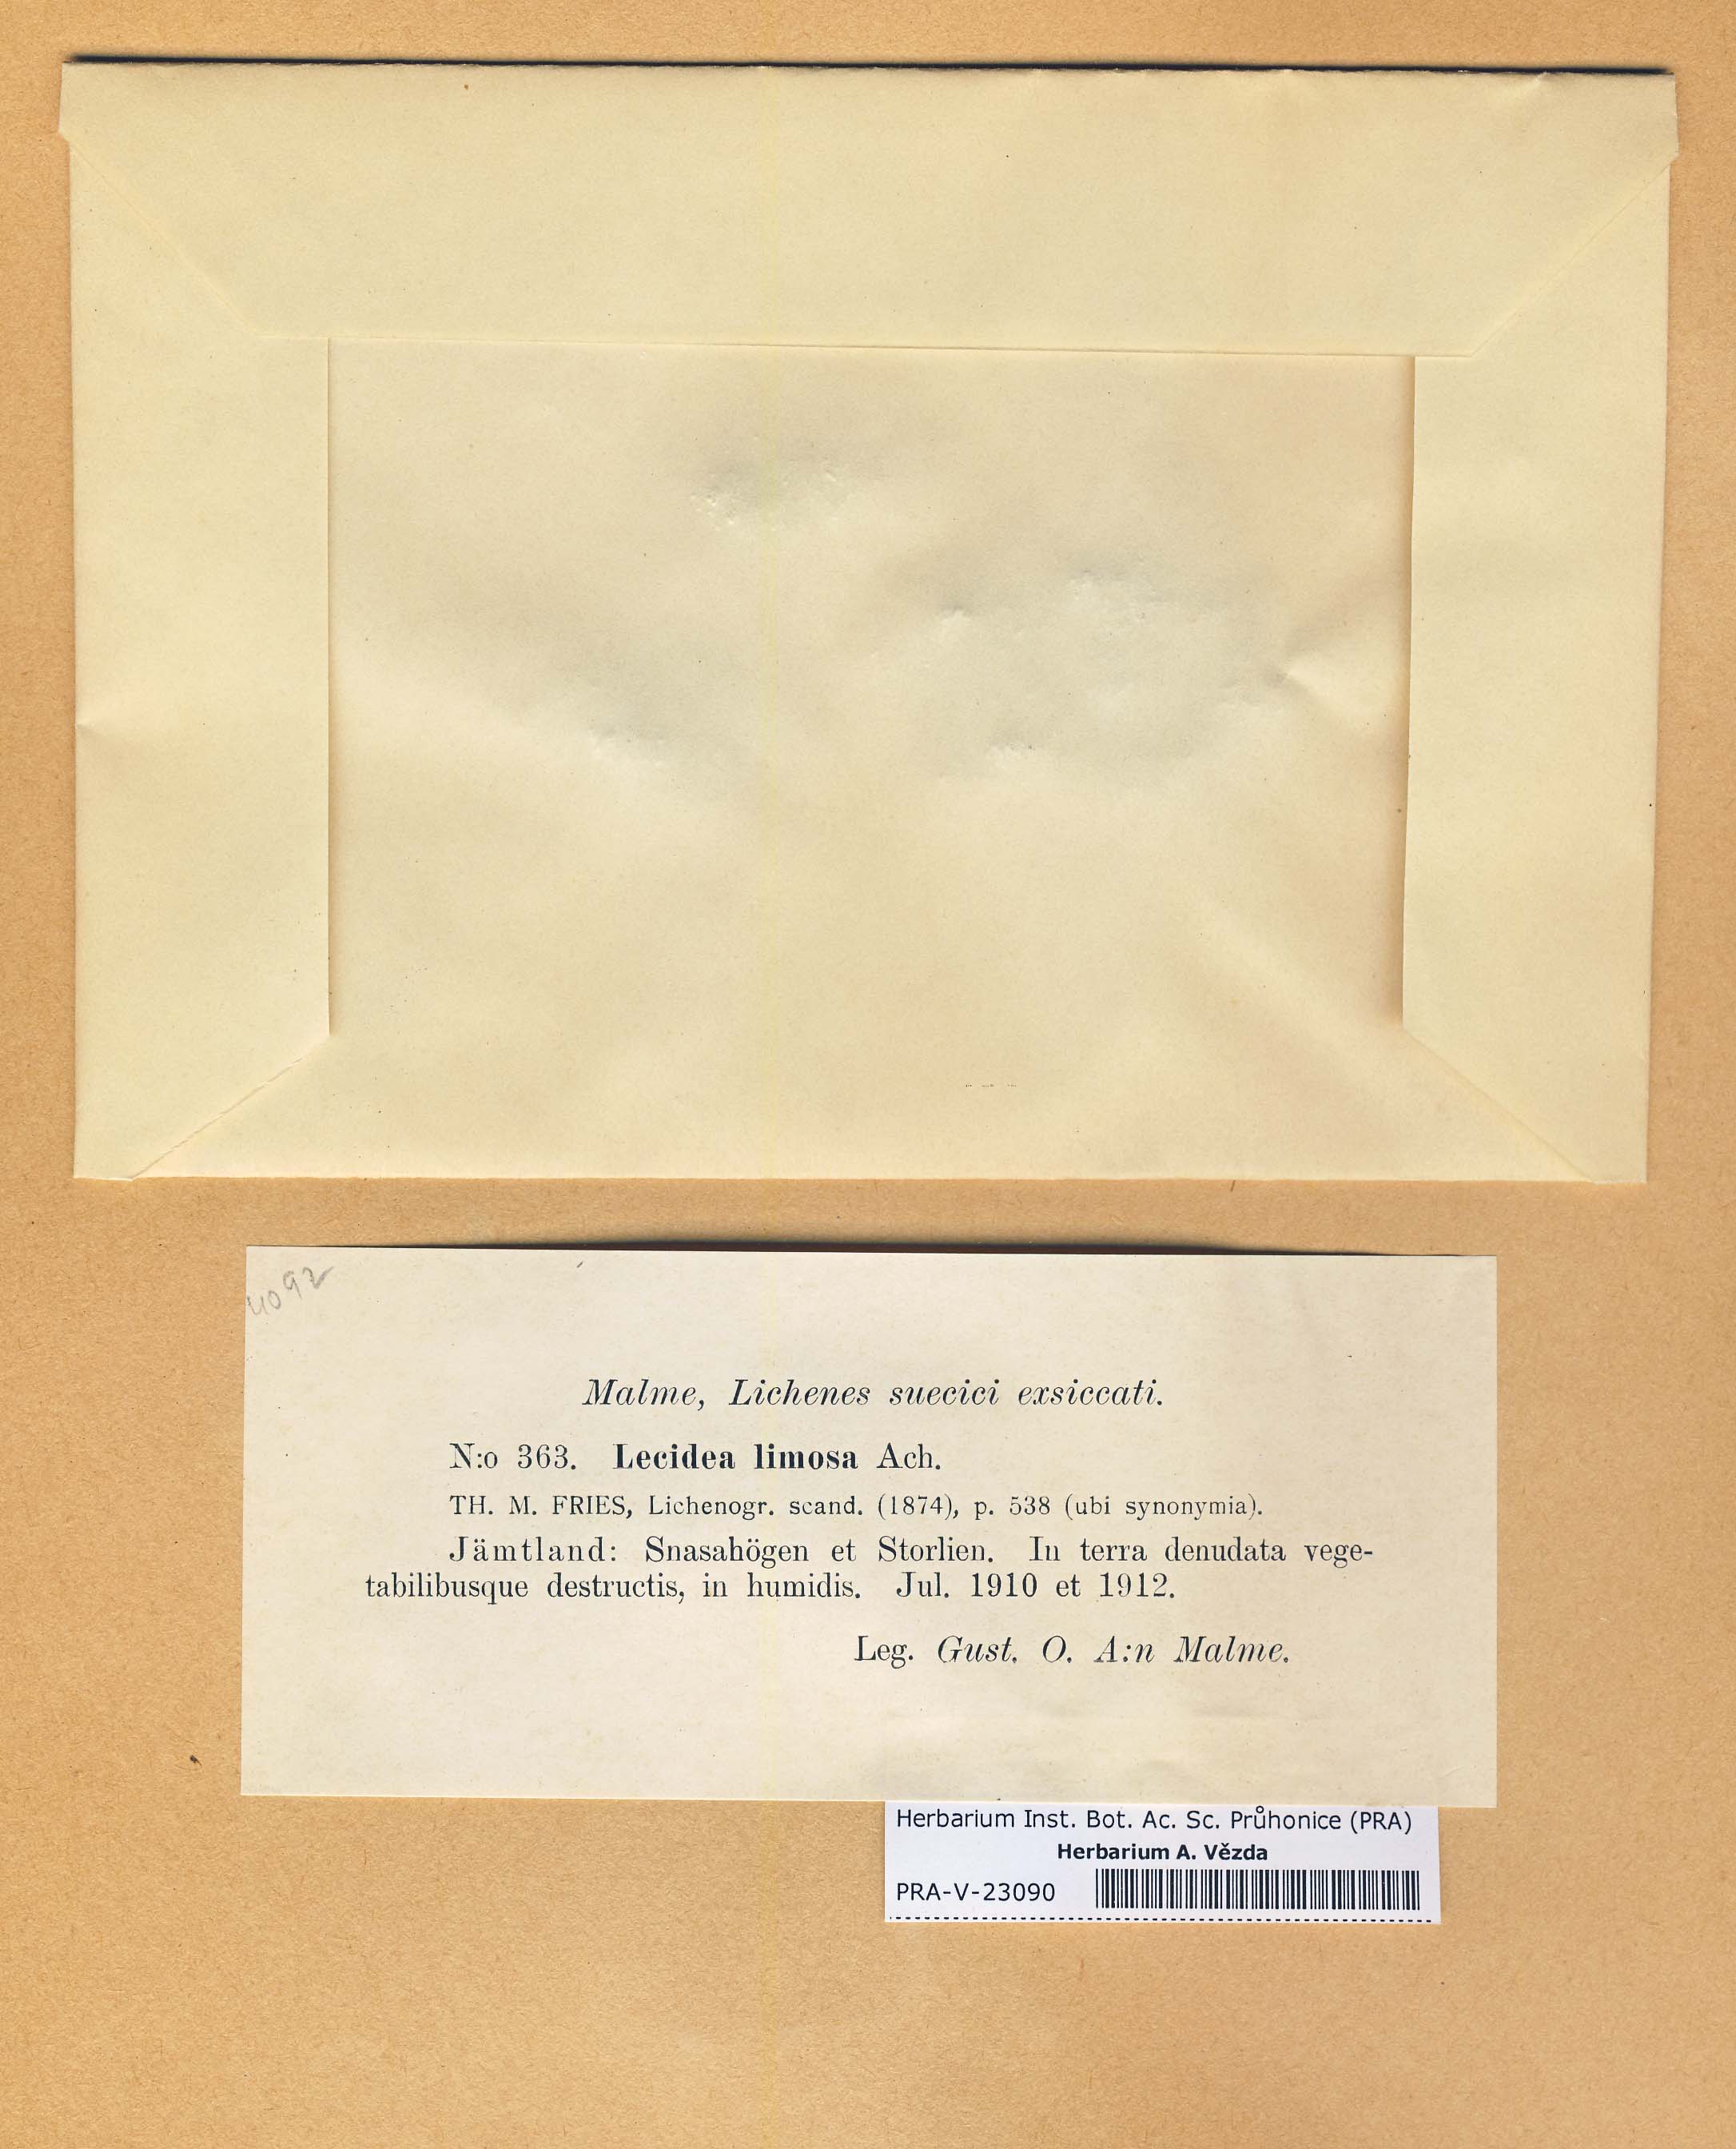 4092
Malme, Lichenes suecici exsiccati.
N:o 363. Lecidea limosa Ach.
TH. M. FRIES, Lichenogr. scand. (1874), p. 538 (ubi synonymia).
Jämtland: Snasahögen et Storlien. In terra denudata vege-
tabilibusque destructis, in humidis. Jul. 1910 et 1912.
Leg. Gust. O. A:n Malme.
Herbarium Inst. Bot. Ac. Sc. Průhonice (PRA)
Herbarium A. Vězda
PRA-V-23090